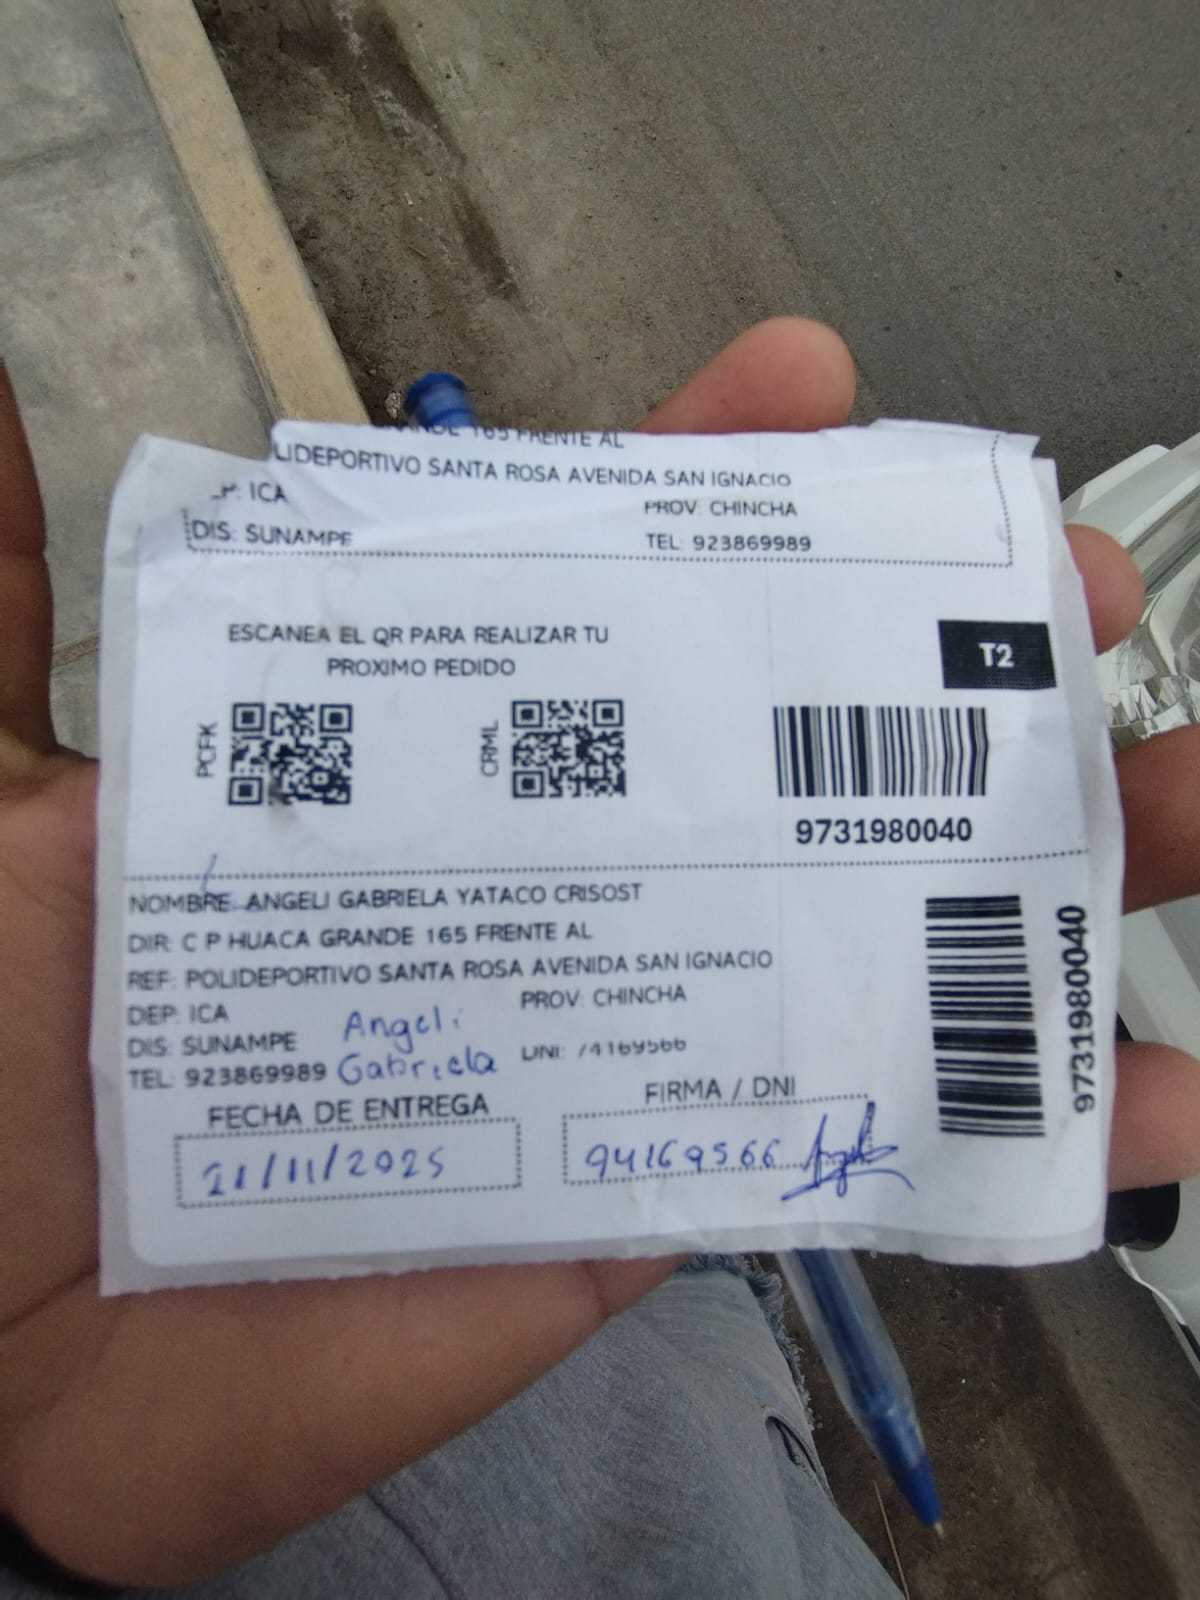 165 FRENTE AL
LIDEPORTIVO SANTA ROSA AVENIDA SAN IGNACIO
P: ICA PROV: CHINCHA
DIS: SUNAMPE TEL: 923869989
ESCANEA EL QR PARA REALIZAR TU
PROXIMO PEDIDO
T2
PCFK
CRML
9731980040
NOMBRE: ANGELI GABRIELA YATACO CRISOST
DIR: C P HUACA GRANDE 165 FRENTE AL
REF: POLIDEPORTIVO SANTA ROSA AVENIDA SAN IGNACIO
DEP: ICA PROV: CHINCHA
DIS: SUNAMPE Angeli
TEL: 923869989 Gabriela DNI: 74169566
FECHA DE ENTREGA FIRMA / DNI
21/11/2025 94169566
9731980040